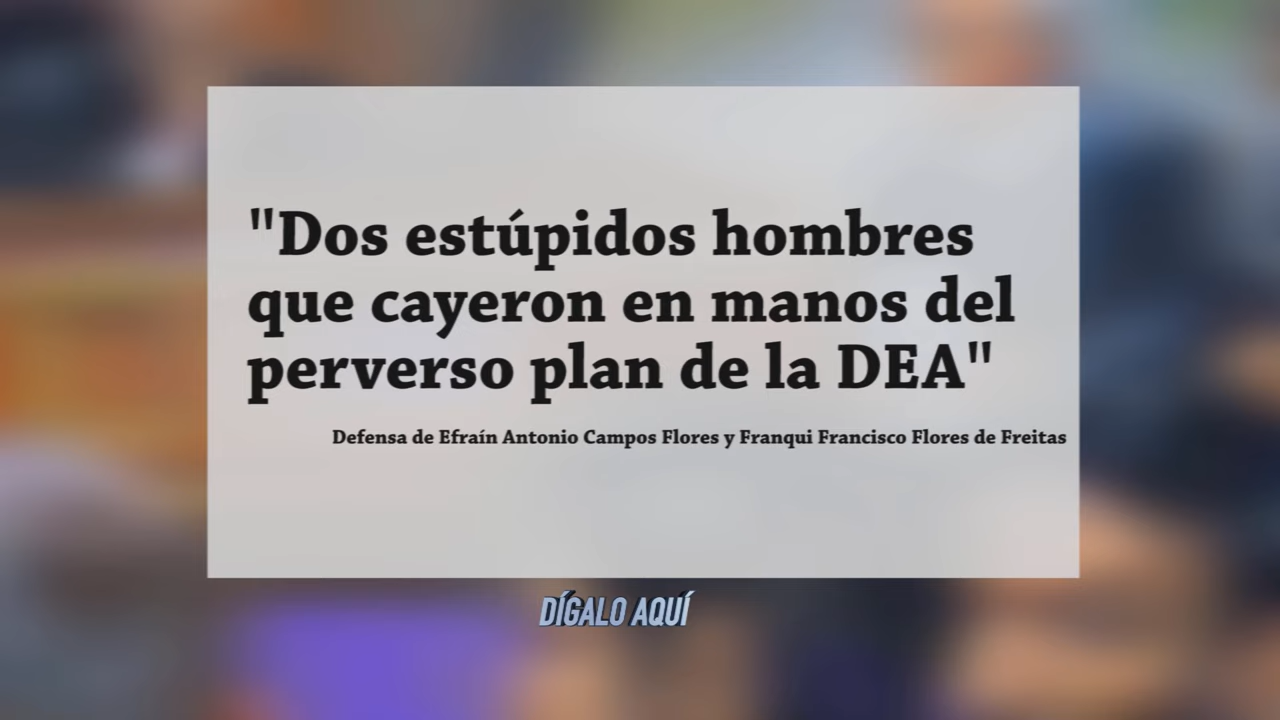 "Dos estúpidos hombres
que cayeron en manos del
perverso plan de la DEA"
Defensa de Efraín Antonio Campos Flores y Franqui Francisco Flores de Freitas
DÍGALO AQUÍ